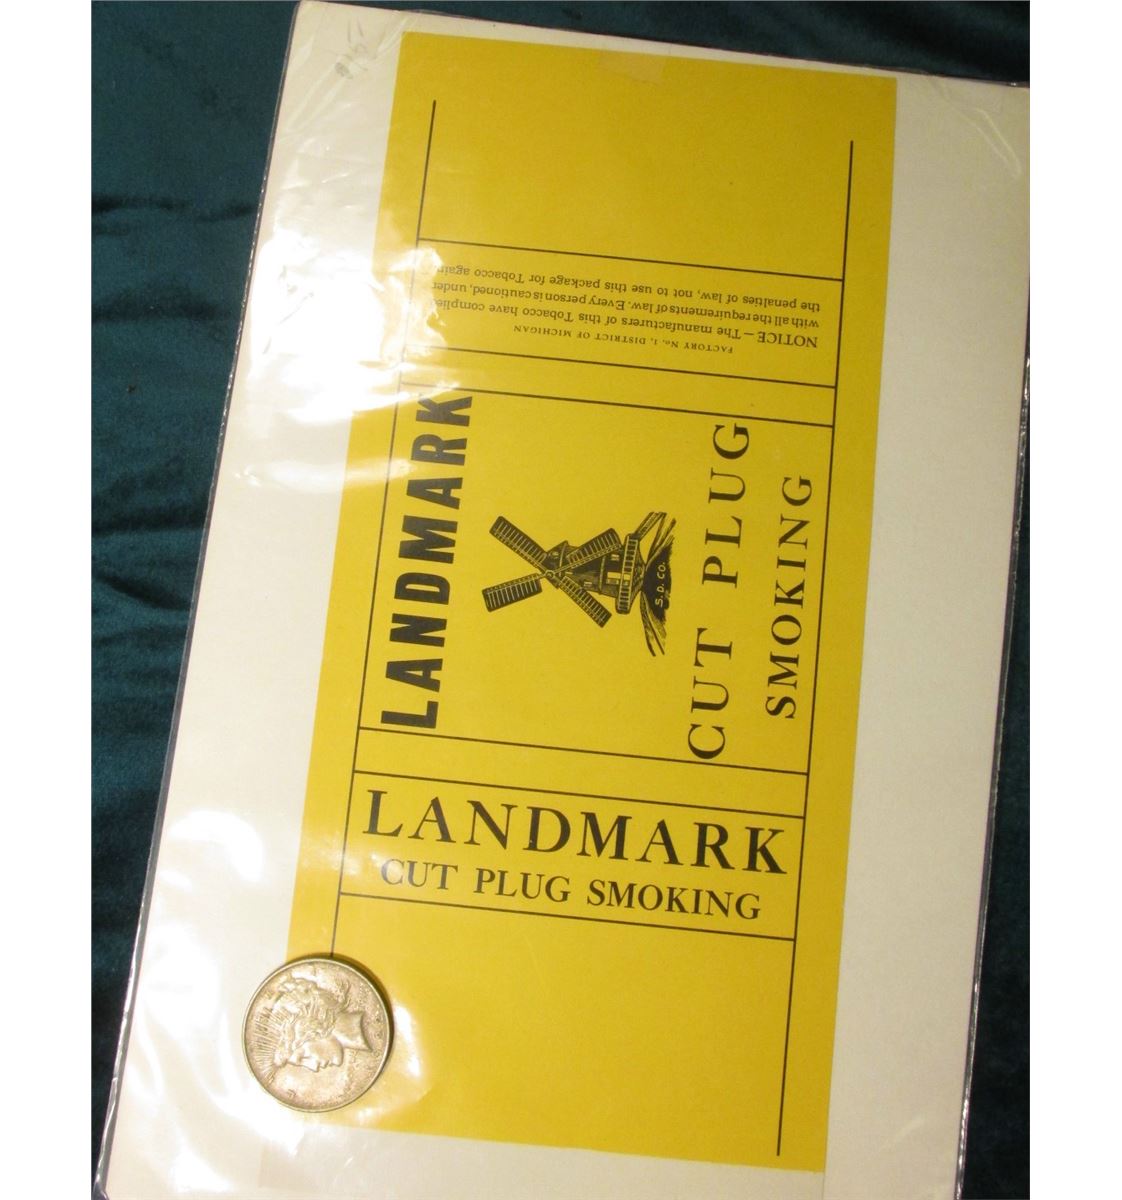 FACTORY No. 1, DISTRICT OF MICHIGAN
NOTICE — The manufacturers of this Tobacco have complied
with all the requirements of law. Every person is cautioned, under
the penalties of law, not to use this package for Tobacco again.
LANDMARK
S. D. CO.
CUT PLUG
SMOKING
LANDMARK
CUT PLUG SMOKING